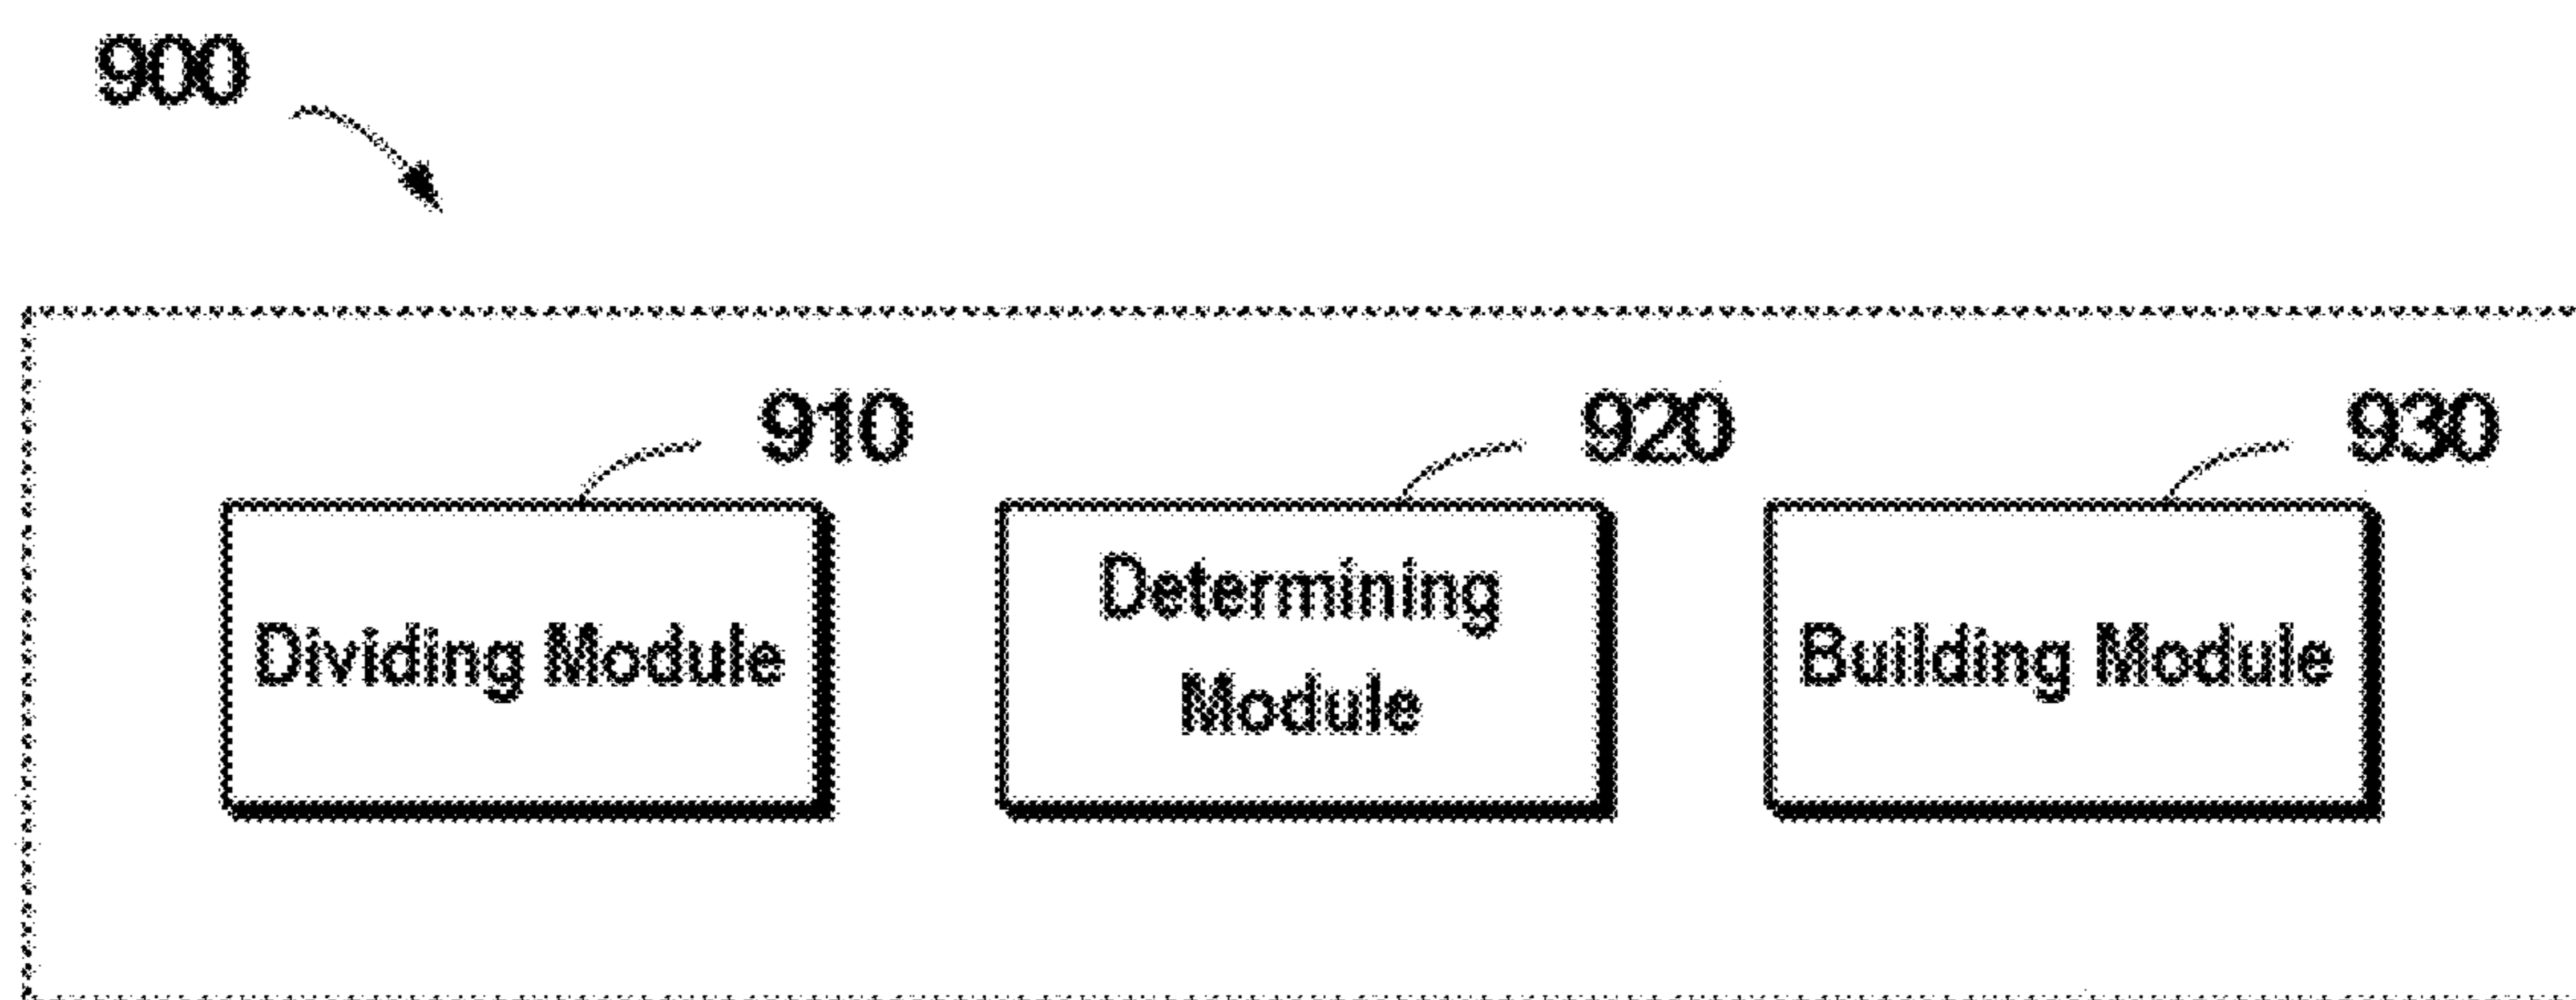 900
910
920
930
Dividing Module
Determining
Module
Building Module